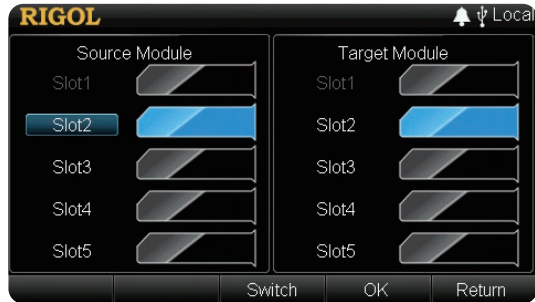 RIGOL Local
Source Module Target Module
Slot1 Slot1
Slot2 Slot2
Slot3 Slot3
Slot4 Slot4
Slot5 Slot5
Switch OK Return